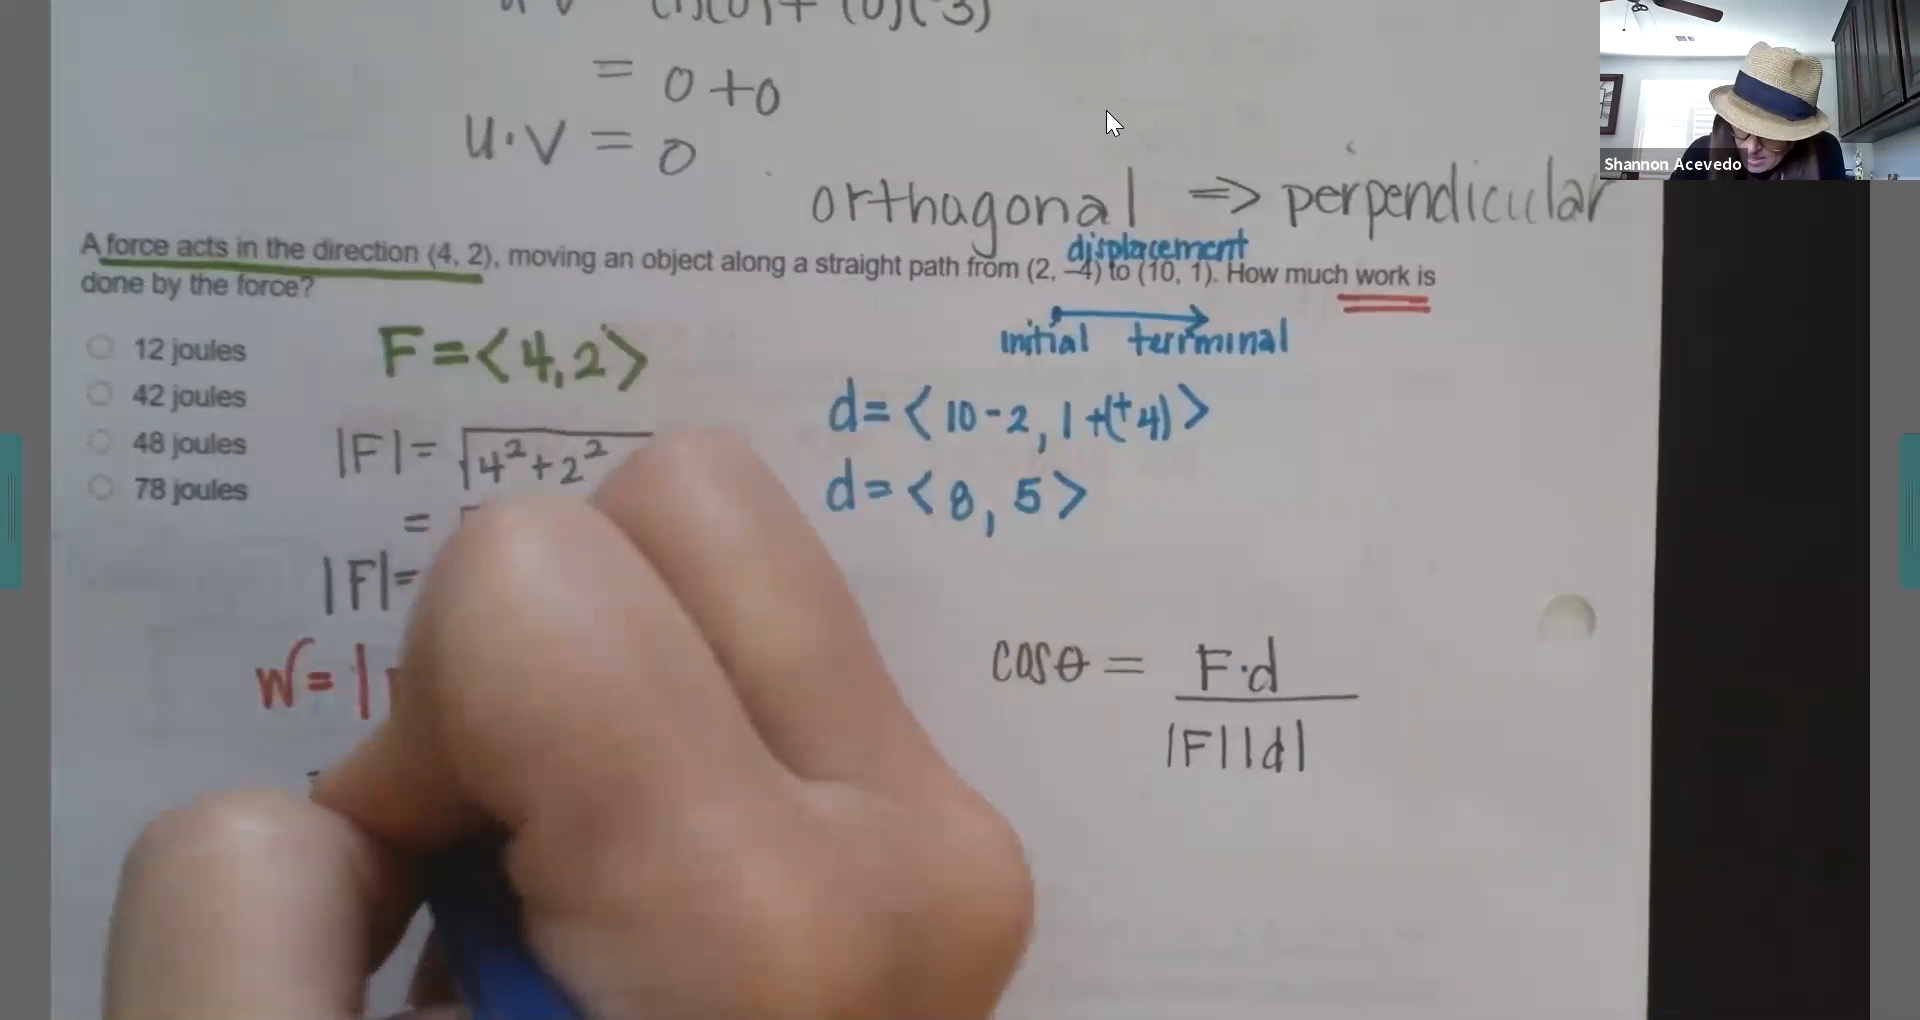 = 0+0
u·v = 0
orthogonal => perpendicular
displacement
A force acts in the direction (4, 2), moving an object along a straight path from (2, –4) to (10, 1). How much work is
done by the force?
initial terminal
12 joules
42 joules
48 joules
78 joules
F=<4,2>
|F|= √4²+2²
=
|F|=
W=|
d=<10-2, 1+(+4)>
d=<8, 5>
cosθ = F·d
|F||d|
Shannon Acevedo